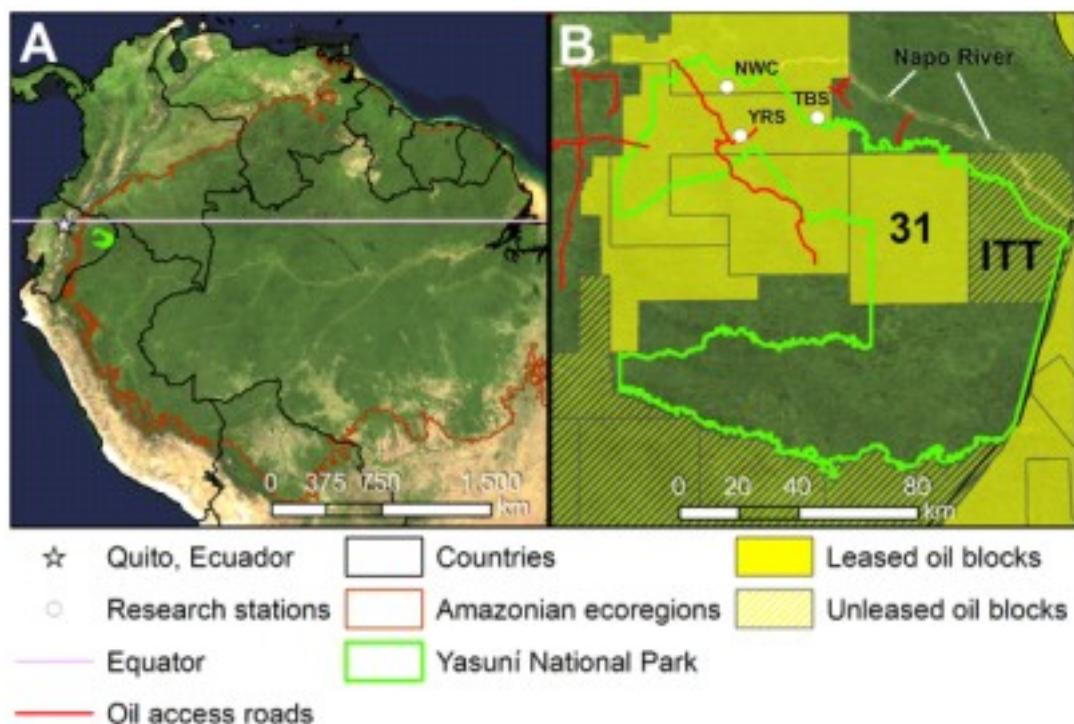 A
B
NWC
Napo River
TBS
YRS
31
ITT
0 375 750 1,500
km
0 20 40 80
km
Quito, Ecuador
Countries
Leased oil blocks
Research stations
Amazonian ecoregions
Unleased oil blocks
Equator
Yasuní National Park
Oil access roads